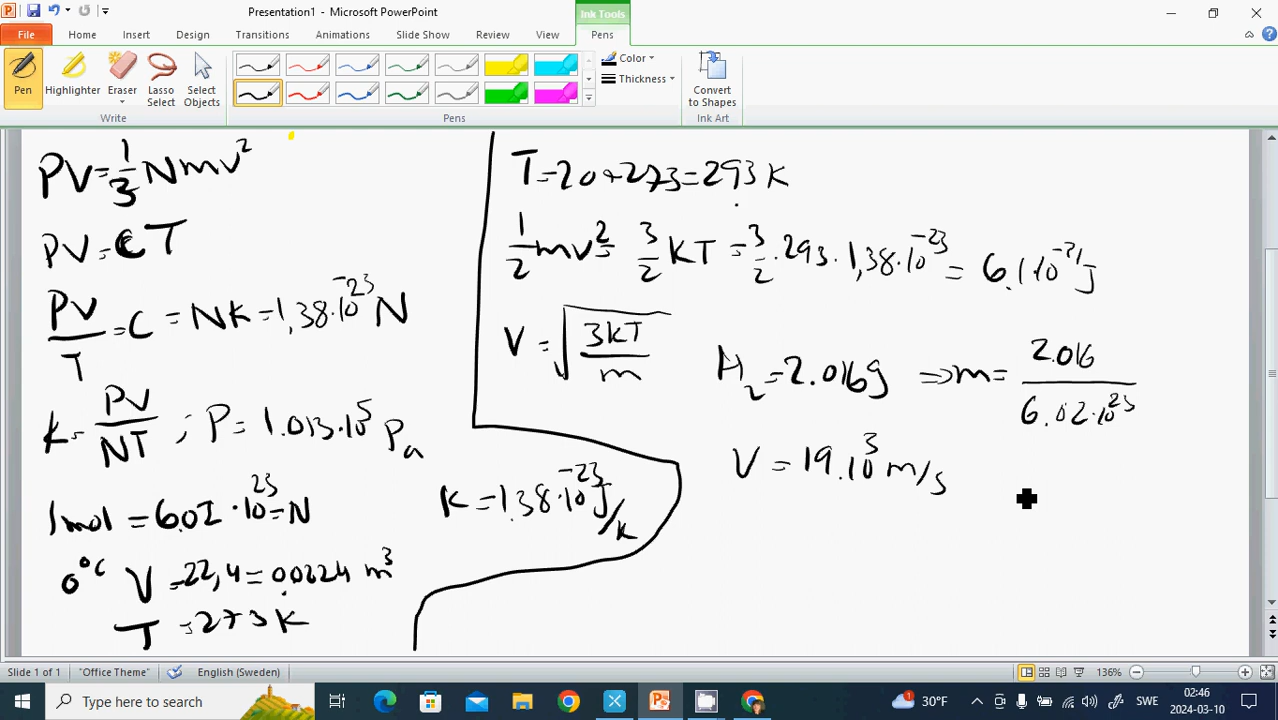 Presentation1 - Microsoft PowerPoint
Ink Tools
File Home Insert Design Transitions Animations Slide Show Review View Pens
Pen Highlighter Eraser Lasso Select Select Objects
Color
Thickness
Convert to Shapes
Write Pens Ink Art
PV=1/3 Nmv²
PV=CT
PV/T = C = NK = 1,38·10⁻²³ N
k = PV/NT ; P = 1.013·10⁵ Pa
1mol = 6.02·10²³ = N
0°C V = 22,4 = 0.0224 m³
T = 273 K
K = 1.38·10⁻²³ J/K
T = 20+273 = 293 K
1/2 mv² = 3/2 KT = 3/2 · 293 · 1,38·10⁻²³ = 6.1·10⁻²¹ J
V = √(3kT/m)
H₂ = 2.016g ⇒ m = 2.016/6.02·10²³
V = 19.10³ m/s
Slide 1 of 1 "Office Theme" English (Sweden) 136%
Type here to search
30°F
SWE
02:46
2024-03-10